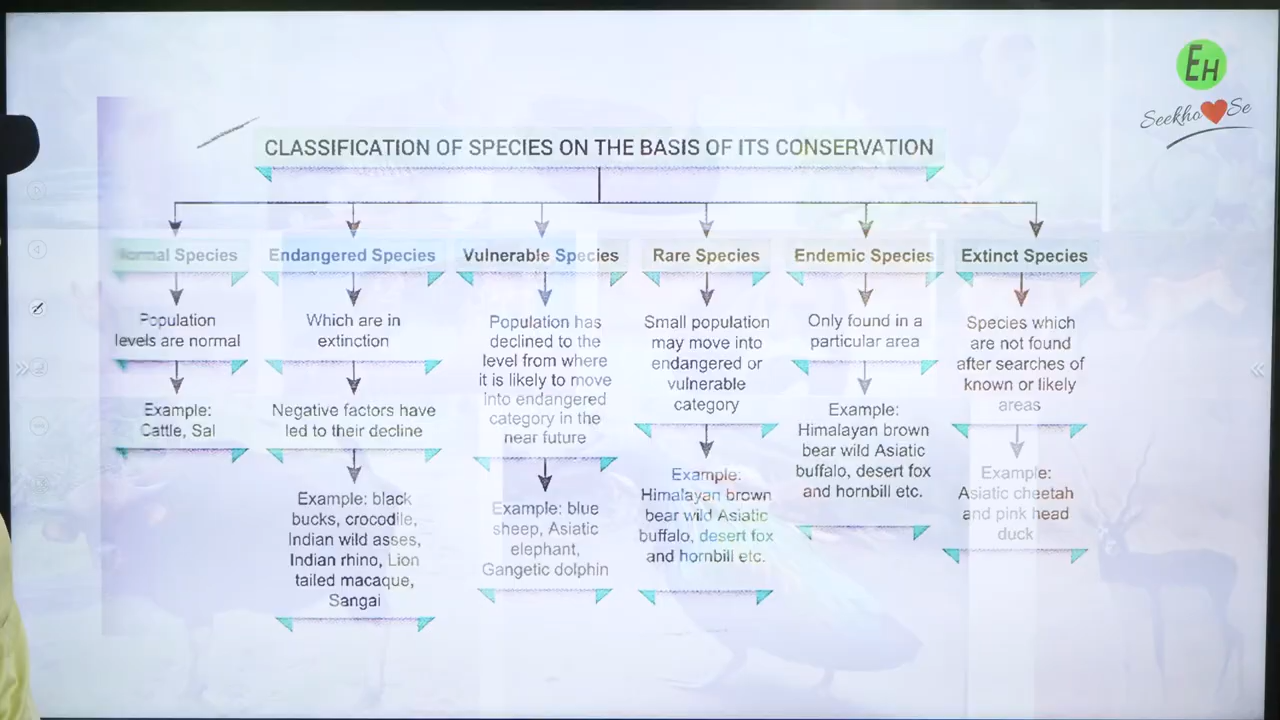 EH
Seekho Se
CLASSIFICATION OF SPECIES ON THE BASIS OF ITS CONSERVATION
Normal Species
Population
levels are normal
Example:
Cattle, Sal
Endangered Species
Which are in
extinction
Negative factors have
led to their decline
Example: black
bucks, crocodile,
Indian wild asses,
Indian rhino, Lion
tailed macaque,
Sangai
Vulnerable Species
Population has
declined to the
level from where
it is likely to move
into endangered
category in the
near future
Example: blue
sheep, Asiatic
elephant,
Gangetic dolphin
Rare Species
Small population
may move into
endangered or
vulnerable
category
Example:
Himalayan brown
bear wild Asiatic
buffalo, desert fox
and hornbill etc.
Endemic Species
Only found in a
particular area
Example:
Himalayan brown
bear wild Asiatic
buffalo, desert fox
and hornbill etc.
Extinct Species
Species which
are not found
after searches of
known or likely
areas
Example:
Asiatic cheetah
and pink head
duck